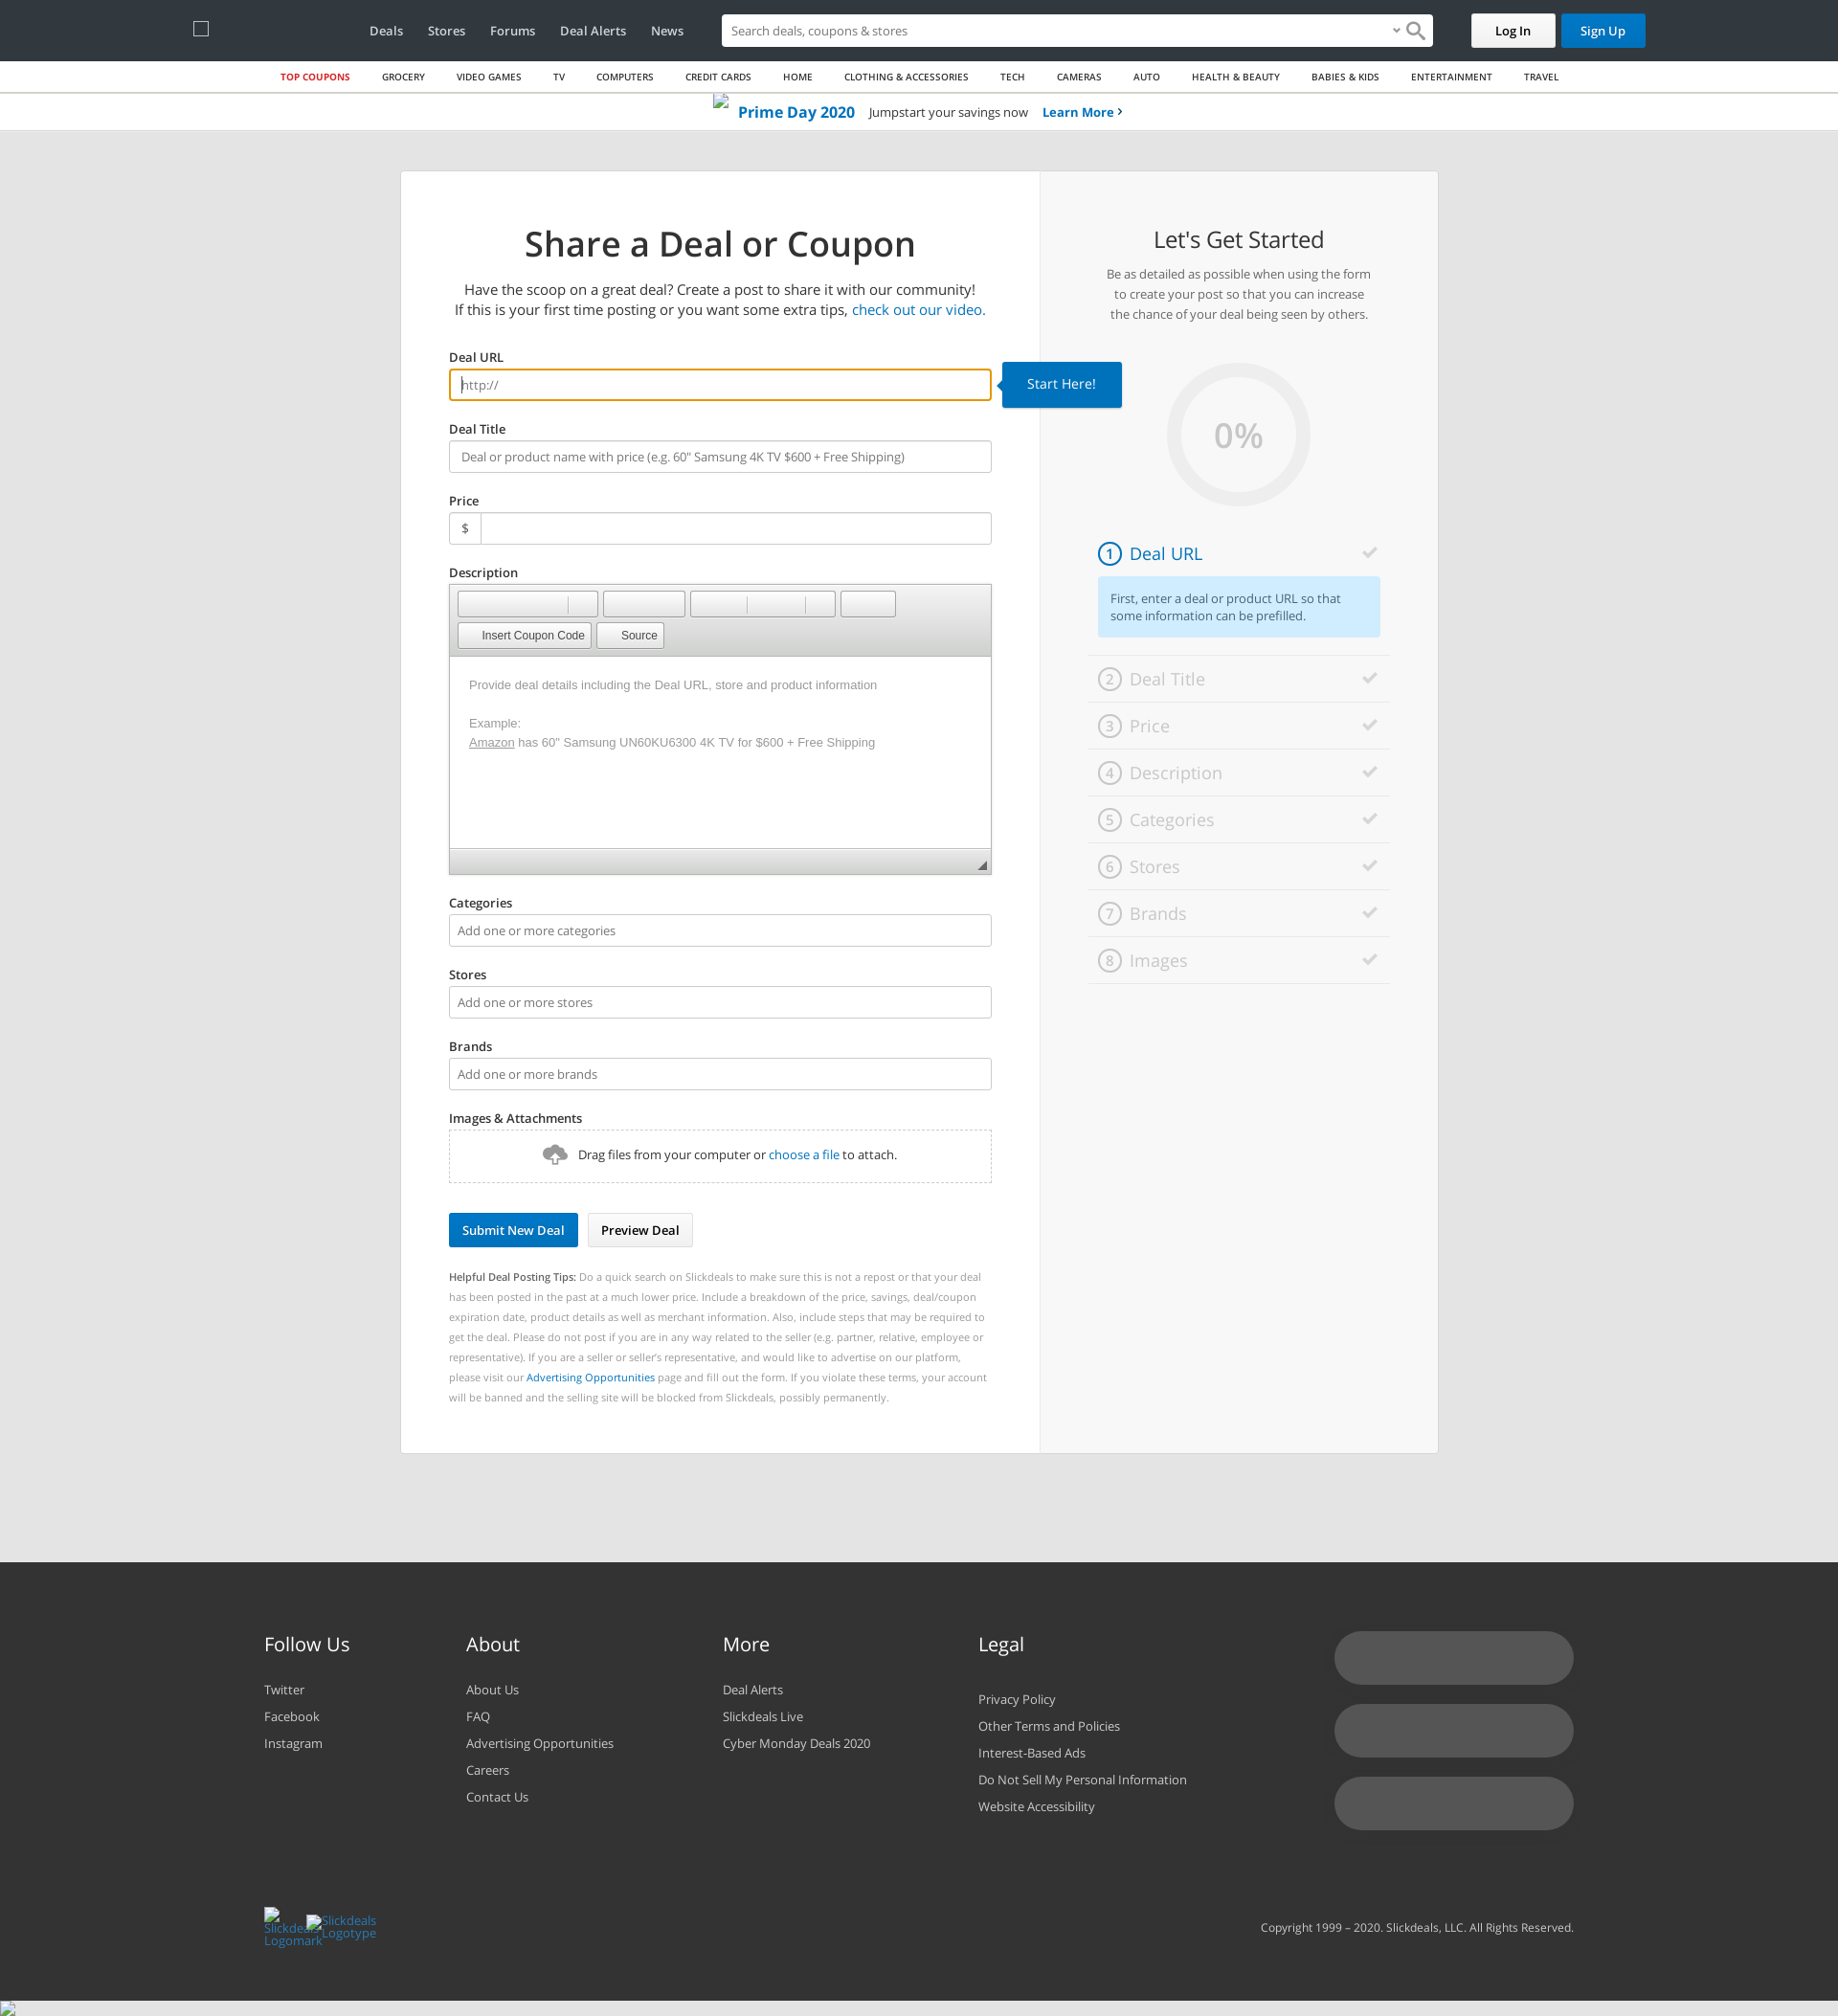 Deals Stores Forums Deal Alerts News Search deals, coupons & stores Log In Sign Up
TOP COUPONS GROCERY VIDEO GAMES TV COMPUTERS CREDIT CARDS HOME CLOTHING & ACCESSORIES TECH CAMERAS AUTO HEALTH & BEAUTY BABIES & KIDS ENTERTAINMENT TRAVEL
Prime Day 2020 Jumpstart your savings now Learn More
Share a Deal or Coupon
Have the scoop on a great deal? Create a post to share it with our community!
If this is your first time posting or you want some extra tips, check out our video.
Deal URL
http://
Start Here!
Deal Title
Deal or product name with price (e.g. 60" Samsung 4K TV $600 + Free Shipping)
Price
$
Description
Insert Coupon Code Source
Provide deal details including the Deal URL, store and product information
Example:
Amazon has 60" Samsung UN60KU6300 4K TV for $600 + Free Shipping
Categories
Add one or more categories
Stores
Add one or more stores
Brands
Add one or more brands
Images & Attachments
Drag files from your computer or choose a file to attach.
Submit New Deal Preview Deal
Helpful Deal Posting Tips: Do a quick search on Slickdeals to make sure this is not a repost or that your deal
has been posted in the past at a much lower price. Include a breakdown of the price, savings, deal/coupon
expiration date, product details as well as merchant information. Also, include steps that may be required to
get the deal. Please do not post if you are in any way related to the seller (e.g. partner, relative, employee or
representative). If you are a seller or seller's representative, and would like to advertise on our platform,
please visit our Advertising Opportunities page and fill out the form. If you violate these terms, your account
will be banned and the selling site will be blocked from Slickdeals, possibly permanently.
Let's Get Started
Be as detailed as possible when using the form
to create your post so that you can increase
the chance of your deal being seen by others.
0%
1 Deal URL
First, enter a deal or product URL so that
some information can be prefilled.
2 Deal Title
3 Price
4 Description
5 Categories
6 Stores
7 Brands
8 Images
Follow Us
Twitter
Facebook
Instagram
About
About Us
FAQ
Advertising Opportunities
Careers
Contact Us
More
Deal Alerts
Slickdeals Live
Cyber Monday Deals 2020
Legal
Privacy Policy
Other Terms and Policies
Interest-Based Ads
Do Not Sell My Personal Information
Website Accessibility
Slickdeals
Logomark
Slickdeals
Logotype
Copyright 1999 – 2020. Slickdeals, LLC. All Rights Reserved.